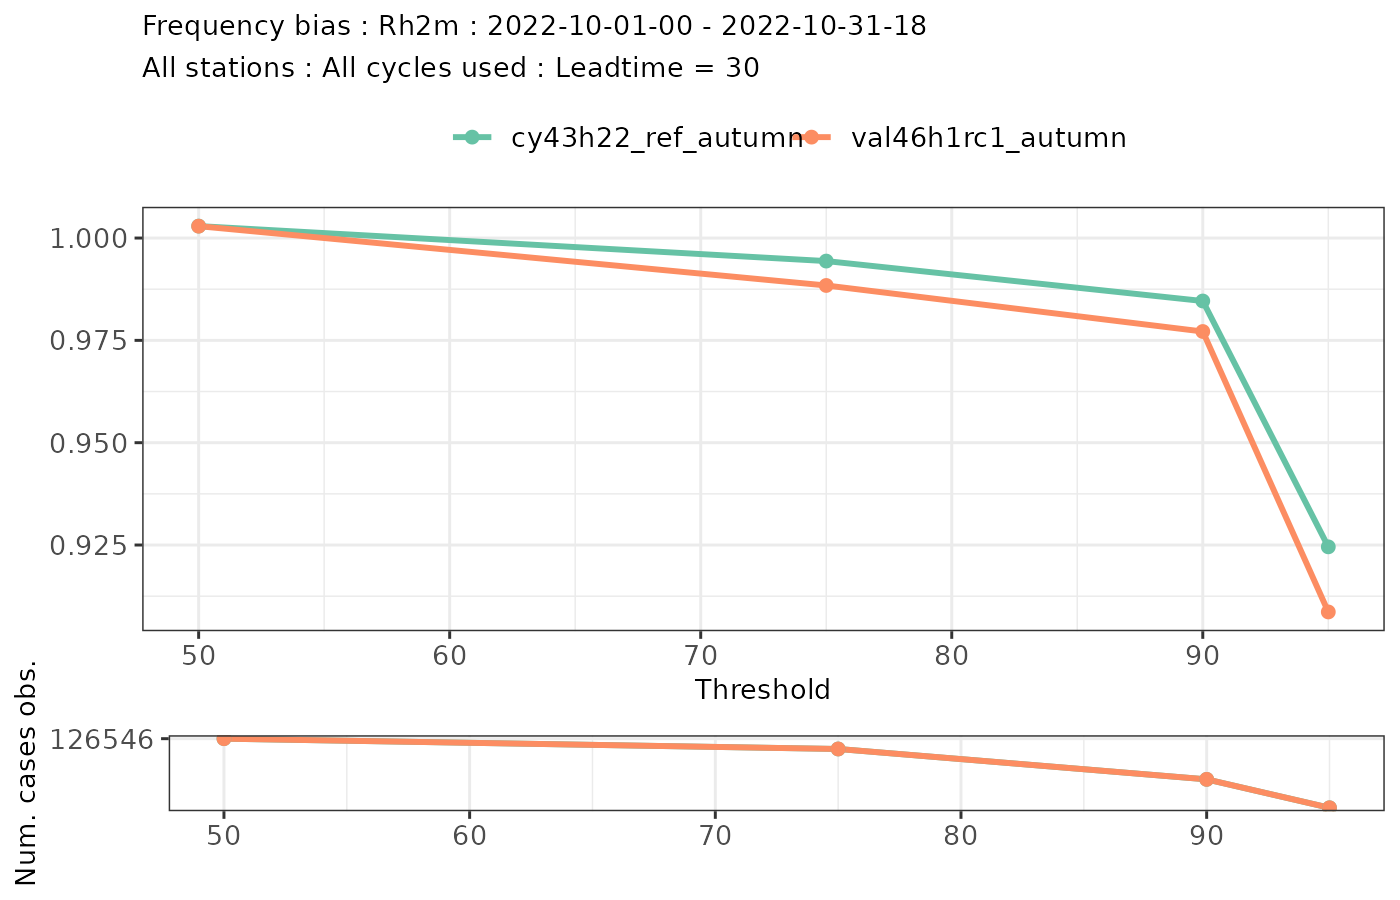 Frequency bias : Rh2m : 2022-10-01-00 - 2022-10-31-18
All stations : All cycles used : Leadtime = 30
cy43h22_ref_autumn val46h1rc1_autumn
1.000
0.975
0.950
0.925
50 60 70 80 90
Threshold
Num. cases obs.
126546
50 60 70 80 90